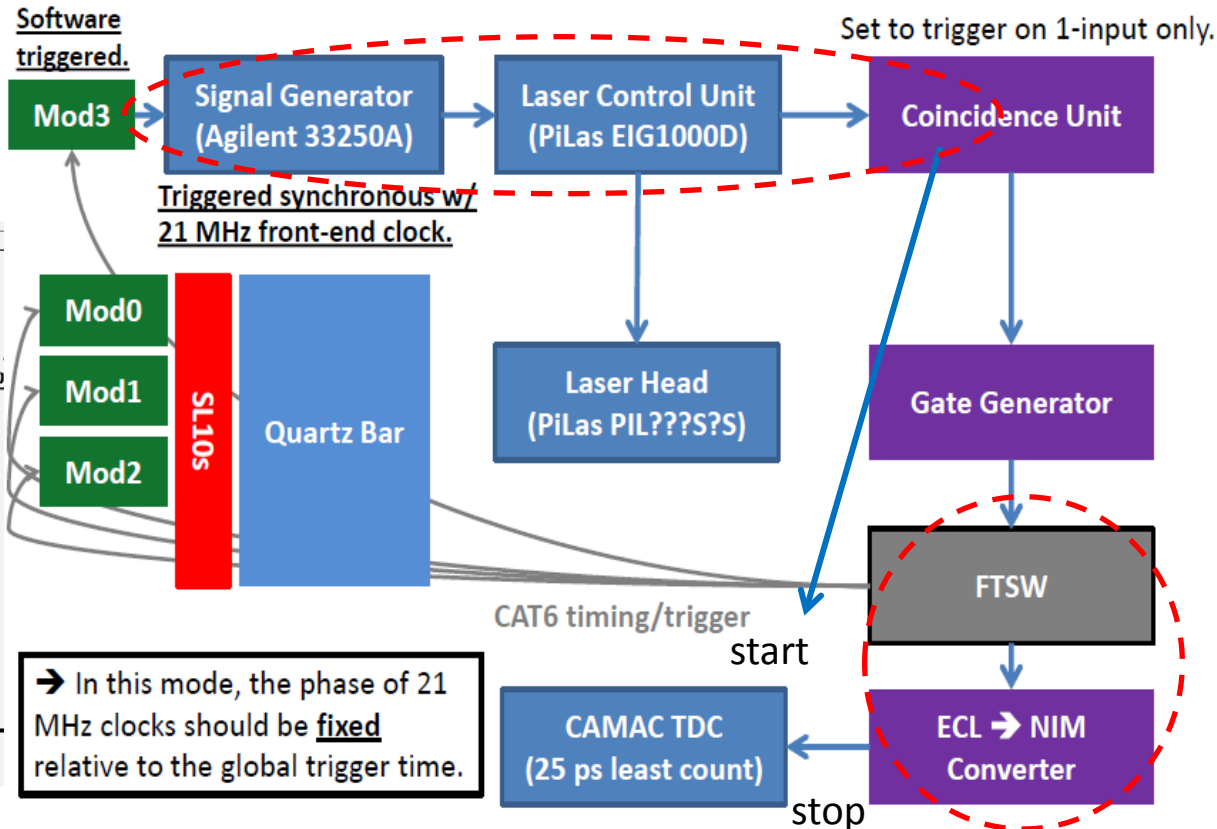 Software
triggered.
Set to trigger on 1-input only.
Mod3
Signal Generator
(Agilent 33250A)
Laser Control Unit
(PiLas EIG1000D)
Coincidence Unit
Triggered synchronous w/
21 MHz front-end clock.
Mod0
Mod1
Mod2
SL10s
Quartz Bar
Laser Head
(PiLas PIL???S?S)
Gate Generator
FTSW
CAT6 timing/trigger
start
➔ In this mode, the phase of 21
MHz clocks should be fixed
relative to the global trigger time.
CAMAC TDC
(25 ps least count)
ECL ➔ NIM
Converter
stop